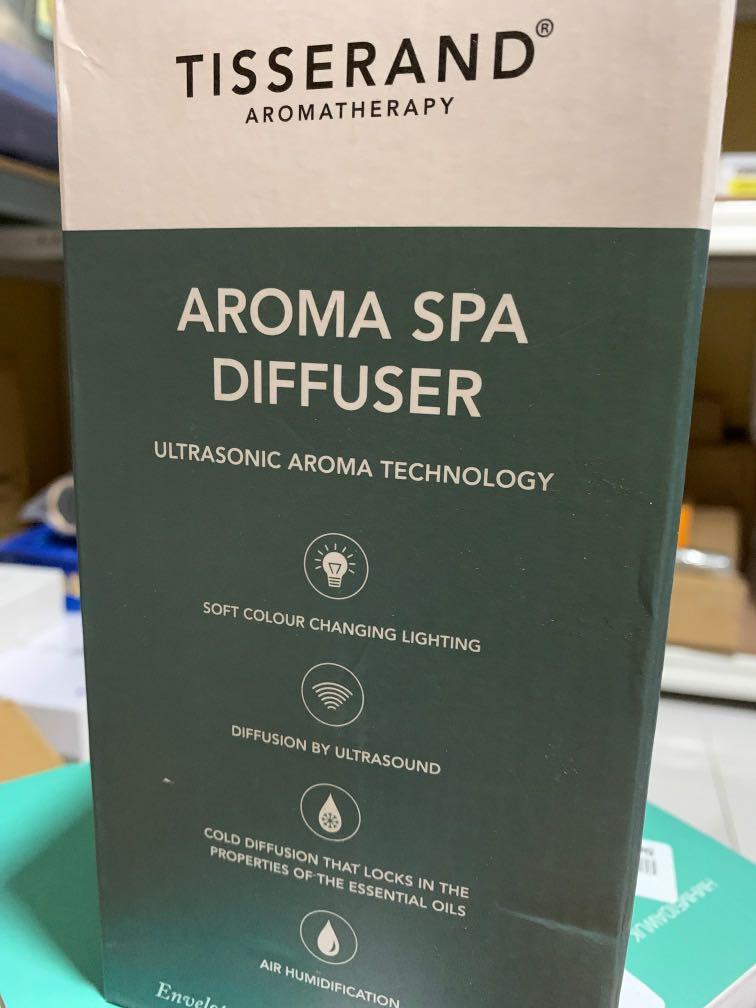 TISSERAND®
AROMATHERAPY
AROMA SPA
DIFFUSER
ULTRASONIC AROMA TECHNOLOGY
SOFT COLOUR CHANGING LIGHTING
DIFFUSION BY ULTRASOUND
COLD DIFFUSION THAT LOCKS IN THE
PROPERTIES OF THE ESSENTIAL OILS
AIR HUMIDIFICATION